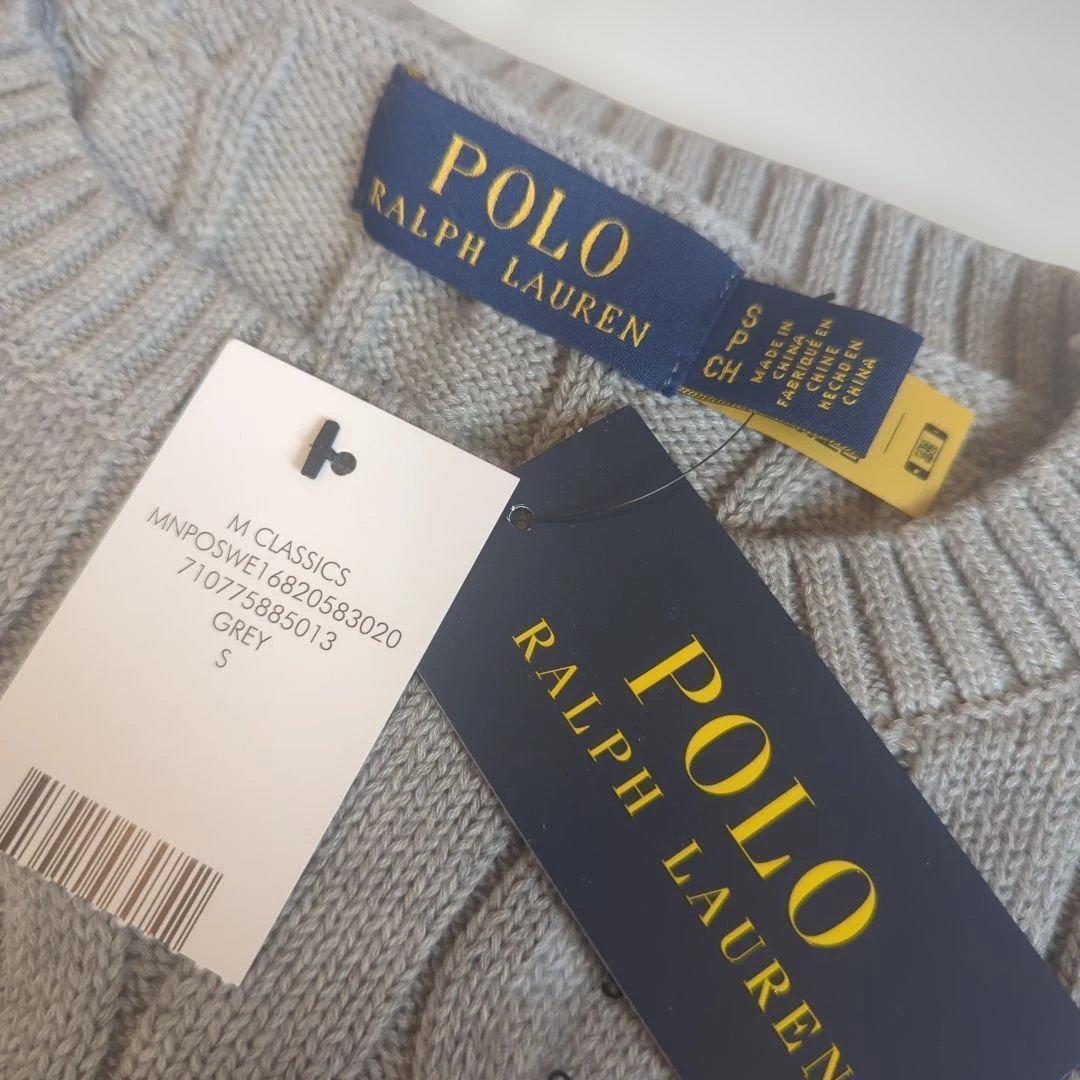 POLO
RALPH LAUREN
S
P
CH
MADE IN
CHINA
FABRIQUÉ EN
CHINE
HECHO EN
CHINA
M CLASSICS
MNPOSWE16820583020
710775885013
GREY
S
POLO
RALPH LAUREN